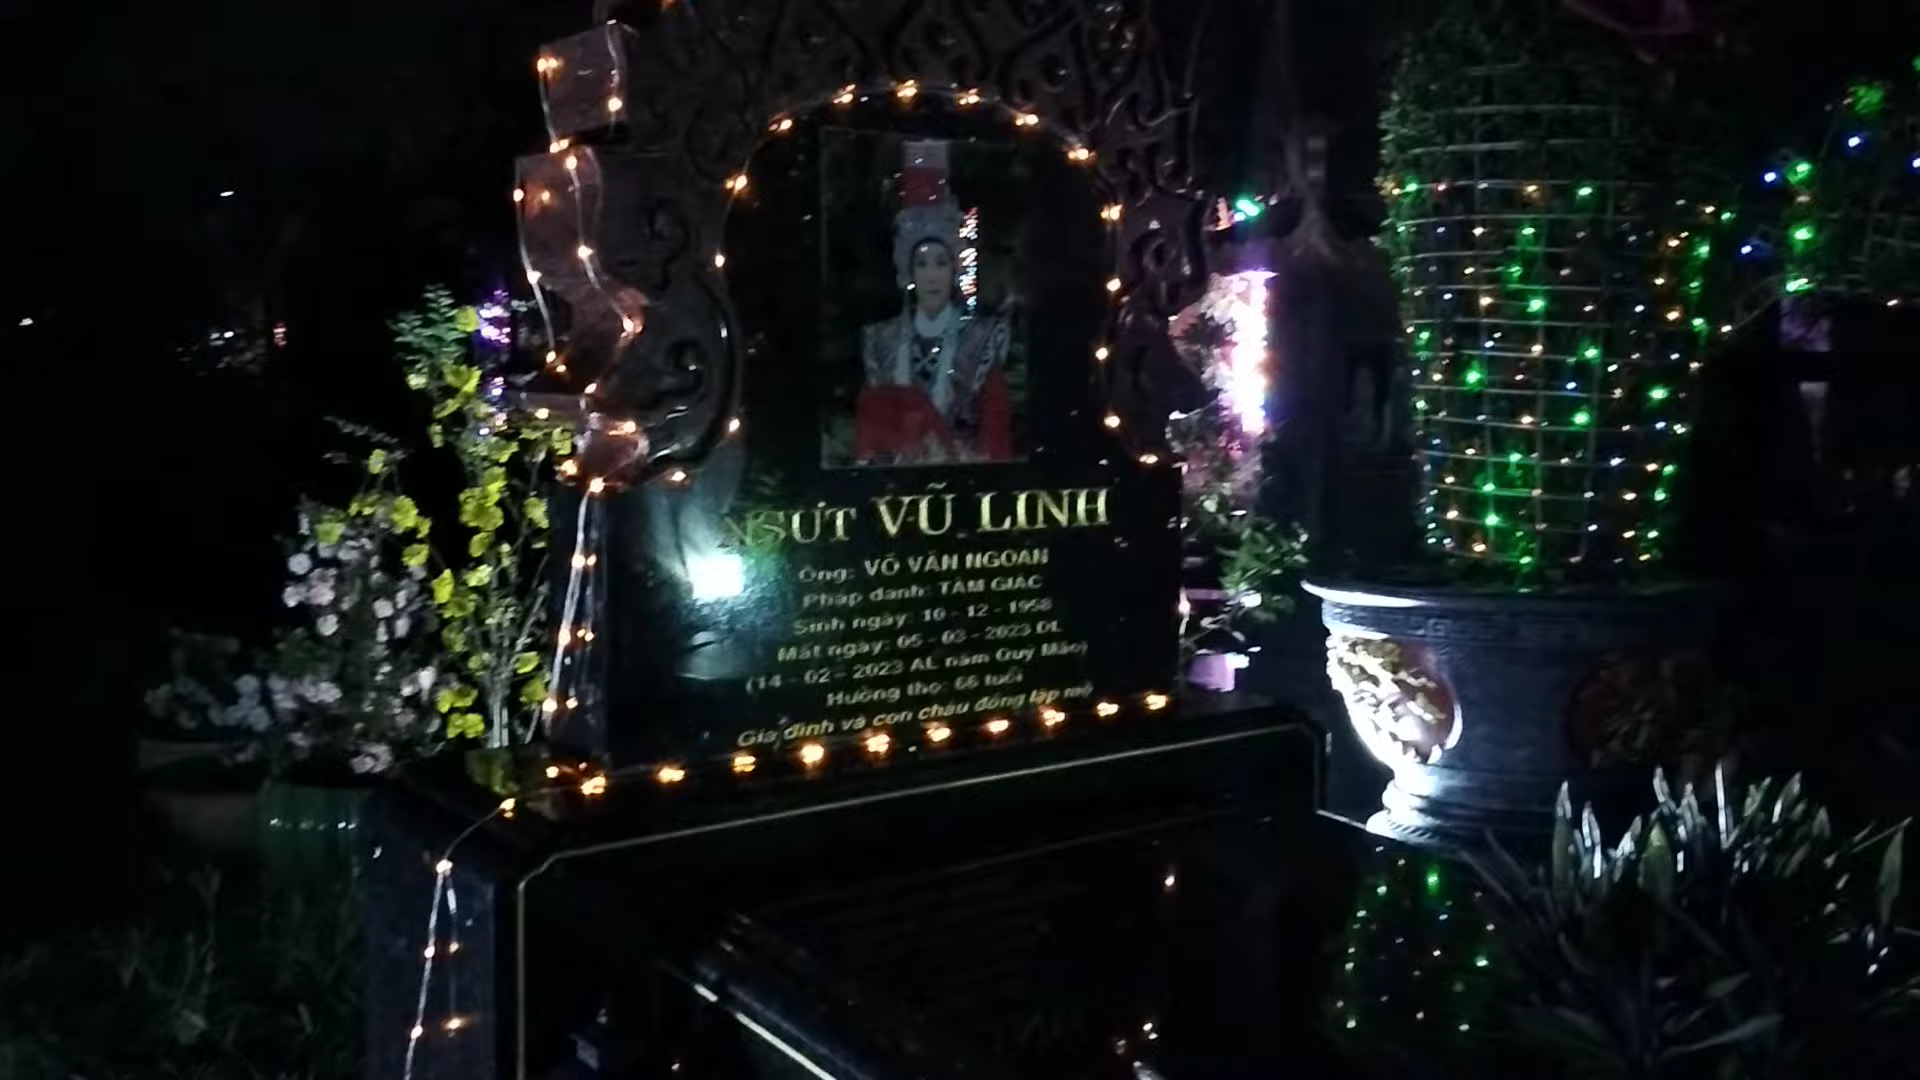 NSƯT VŨ LINH
Ông: VÕ VĂN NGOAN
Pháp danh: TÂM GIÁC
Sinh ngày: 10 - 12 - 1958
Mất ngày: 05 - 03 - 2023 DL
(14 - 02 - 2023 AL năm Quý Mão)
Hưởng thọ: 66 tuổi
Gia đình và con cháu đồng lập mộ